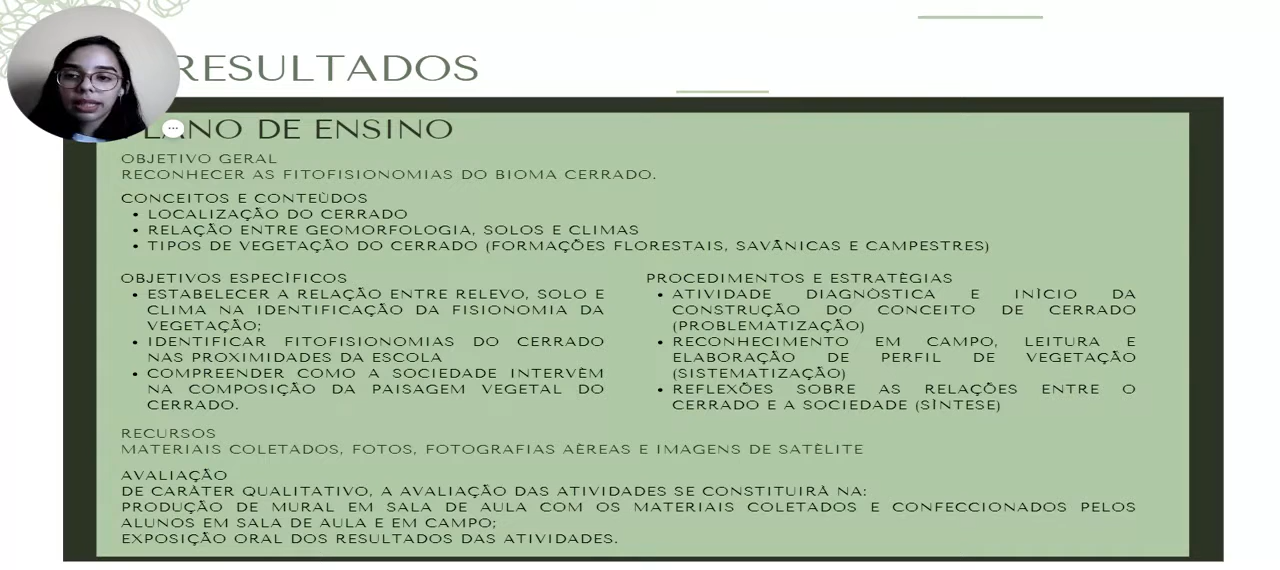 RESULTADOS
PLANO DE ENSINO
OBJETIVO GERAL
RECONHECER AS FITOFISIONOMIAS DO BIOMA CERRADO.
CONCEITOS E CONTEÚDOS
• LOCALIZAÇÃO DO CERRADO
• RELAÇÃO ENTRE GEOMORFOLOGIA, SOLOS E CLIMAS
• TIPOS DE VEGETAÇÃO DO CERRADO (FORMAÇÕES FLORESTAIS, SAVÂNICAS E CAMPESTRES)
OBJETIVOS ESPECÍFICOS
• ESTABELECER A RELAÇÃO ENTRE RELEVO, SOLO E
CLIMA NA IDENTIFICAÇÃO DA FISIONOMIA DA
VEGETAÇÃO;
• IDENTIFICAR FITOFISIONOMIAS DO CERRADO
NAS PROXIMIDADES DA ESCOLA
• COMPREENDER COMO A SOCIEDADE INTERVÉM
NA COMPOSIÇÃO DA PAISAGEM VEGETAL DO
CERRADO.
PROCEDIMENTOS E ESTRATÉGIAS
• ATIVIDADE DIAGNÓSTICA E INÍCIO DA
CONSTRUÇÃO DO CONCEITO DE CERRADO
(PROBLEMATIZAÇÃO)
• RECONHECIMENTO EM CAMPO, LEITURA E
ELABORAÇÃO DE PERFIL DE VEGETAÇÃO
(SISTEMATIZAÇÃO)
• REFLEXÕES SOBRE AS RELAÇÕES ENTRE O
CERRADO E A SOCIEDADE (SÍNTESE)
RECURSOS
MATERIAIS COLETADOS, FOTOS, FOTOGRAFIAS AÉREAS E IMAGENS DE SATÉLITE
AVALIAÇÃO
DE CARÁTER QUALITATIVO, A AVALIAÇÃO DAS ATIVIDADES SE CONSTITUIRÁ NA:
PRODUÇÃO DE MURAL EM SALA DE AULA COM OS MATERIAIS COLETADOS E CONFECCIONADOS PELOS
ALUNOS EM SALA DE AULA E EM CAMPO;
EXPOSIÇÃO ORAL DOS RESULTADOS DAS ATIVIDADES.